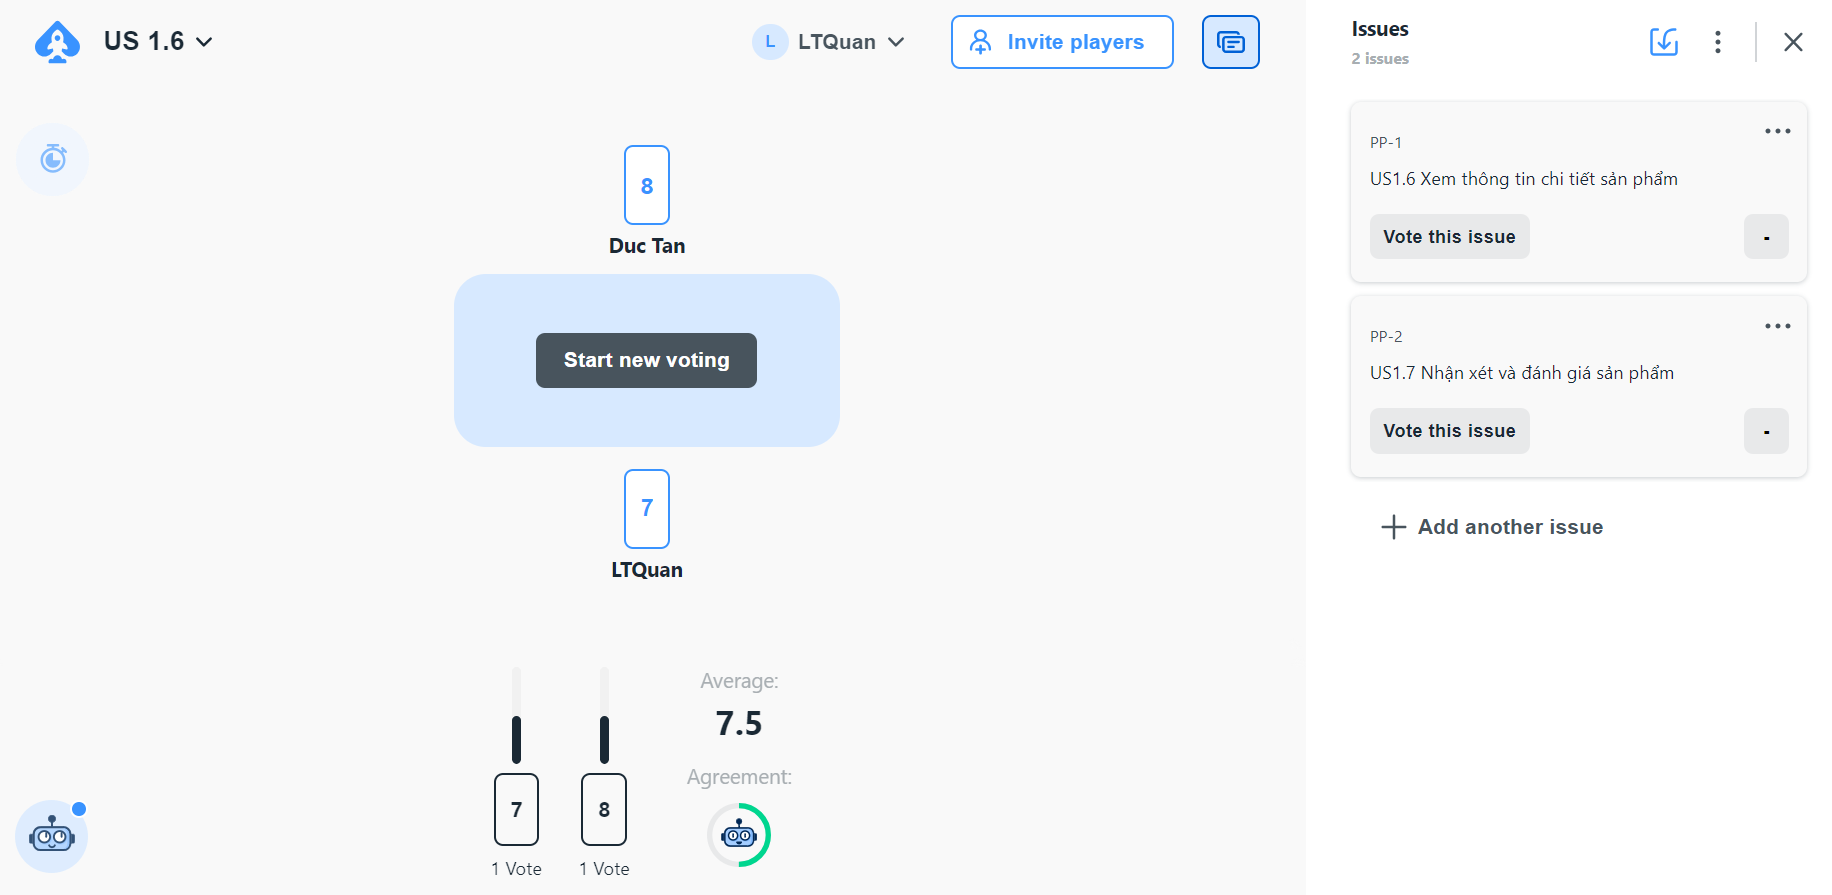 US 1.6
L LTQuan
Invite players
8
Duc Tan
Start new voting
7
LTQuan
7
1 Vote
8
1 Vote
Average:
7.5
Agreement:
Issues
2 issues
PP-1
US1.6 Xem thông tin chi tiết sản phẩm
Vote this issue
-
PP-2
US1.7 Nhận xét và đánh giá sản phẩm
Vote this issue
-
Add another issue